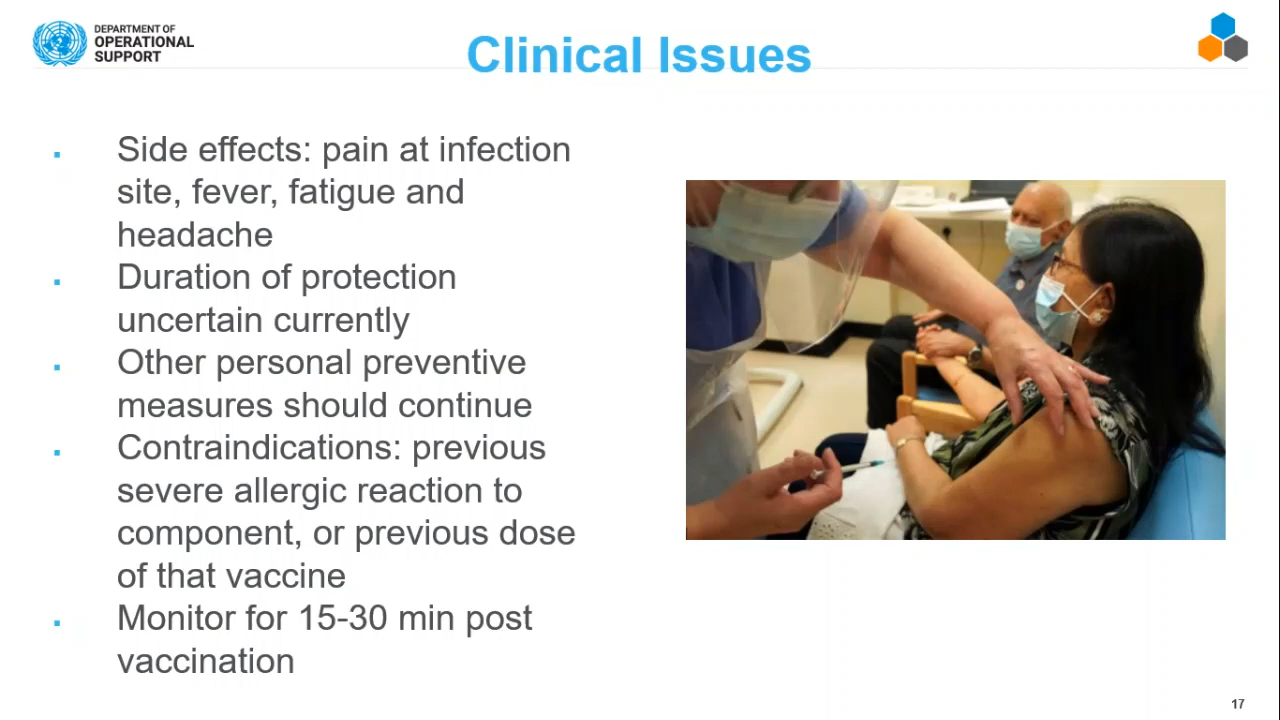 DEPARTMENT OF
OPERATIONAL
SUPPORT
Clinical Issues
Side effects: pain at infection
site, fever, fatigue and
headache
Duration of protection
uncertain currently
Other personal preventive
measures should continue
Contraindications: previous
severe allergic reaction to
component, or previous dose
of that vaccine
Monitor for 15-30 min post
vaccination
17